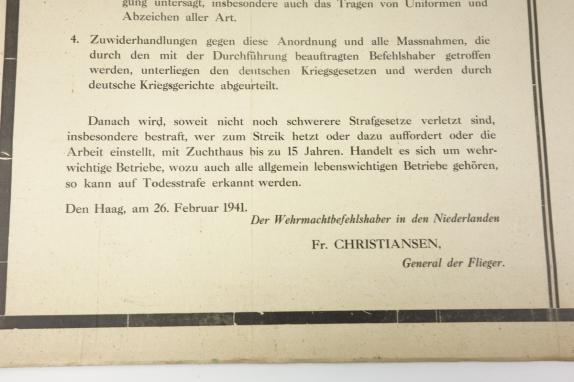 gung untersagt, insbesondere auch das Tragen von Uniformen und
Abzeichen aller Art.
4. Zuwiderhandlungen gegen diese Anordnung und alle Massnahmen, die
durch den mit der Durchführung beauftragten Befehlshaber getroffen
werden, unterliegen den deutschen Kriegsgesetzen und werden durch
deutsche Kriegsgerichte abgeurteilt.
Danach wird, soweit nicht noch schwerere Strafgesetze verletzt sind,
insbesondere bestraft, wer zum Streik hetzt oder dazu auffordert oder die
Arbeit einstellt, mit Zuchthaus bis zu 15 Jahren. Handelt es sich um wehr-
wichtige Betriebe, wozu auch alle allgemein lebenswichtigen Betriebe gehören,
so kann auf Todesstrafe erkannt werden.
Den Haag, am 26. Februar 1941.
Der Wehrmachtbefehlshaber in den Niederlanden
Fr. CHRISTIANSEN,
General der Flieger.